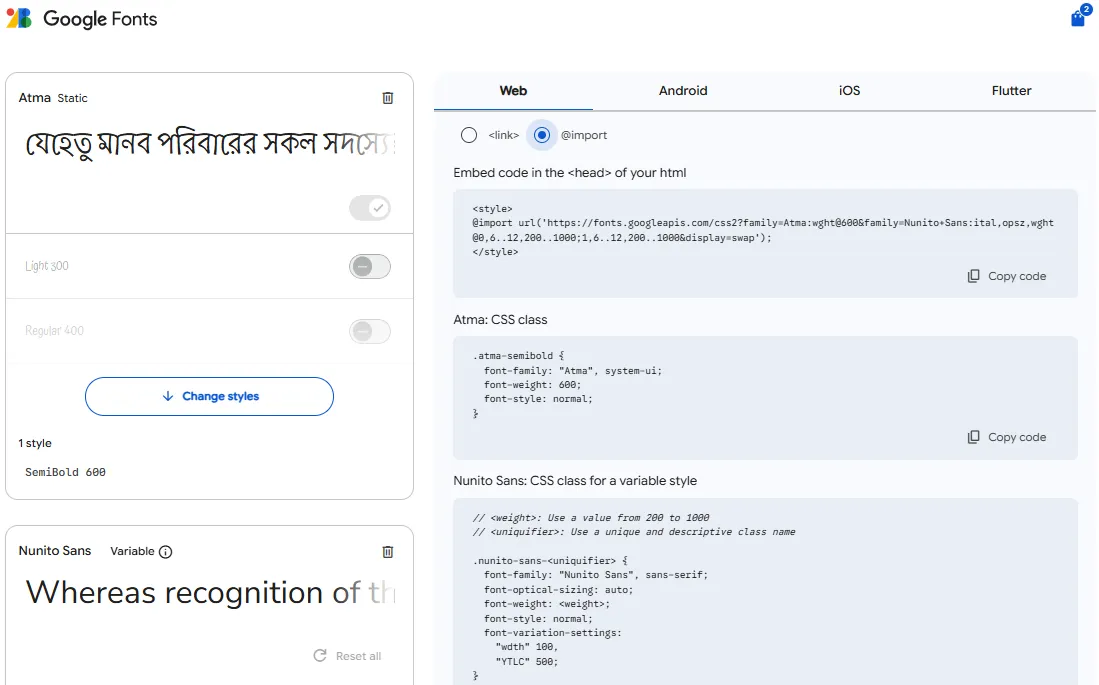 Google Fonts
2
Atma Static
যেহেতু মানব পরিবারের সকল সদস্যের
Light 300
Regular 400
Change styles
1 style
SemiBold 600
Nunito Sans Variable
Whereas recognition of th
Reset all
Web Android iOS Flutter
<link> @import
Embed code in the <head> of your html
<style>
@import url('https://fonts.googleapis.com/css2?family=Atma:wght@600&family=Nunito+Sans:ital,opsz,wght
@0,6..12,200..1000;1,6..12,200..1000&display=swap');
</style>
Copy code
Atma: CSS class
.atma-semibold {
font-family: "Atma", system-ui;
font-weight: 600;
font-style: normal;
}
Copy code
Nunito Sans: CSS class for a variable style
// <weight>: Use a value from 200 to 1000
// <uniquifier>: Use a unique and descriptive class name
.nunito-sans-<uniquifier> {
font-family: "Nunito Sans", sans-serif;
font-optical-sizing: auto;
font-weight: <weight>;
font-style: normal;
font-variation-settings:
"wdth" 100,
"YTLC" 500;
}